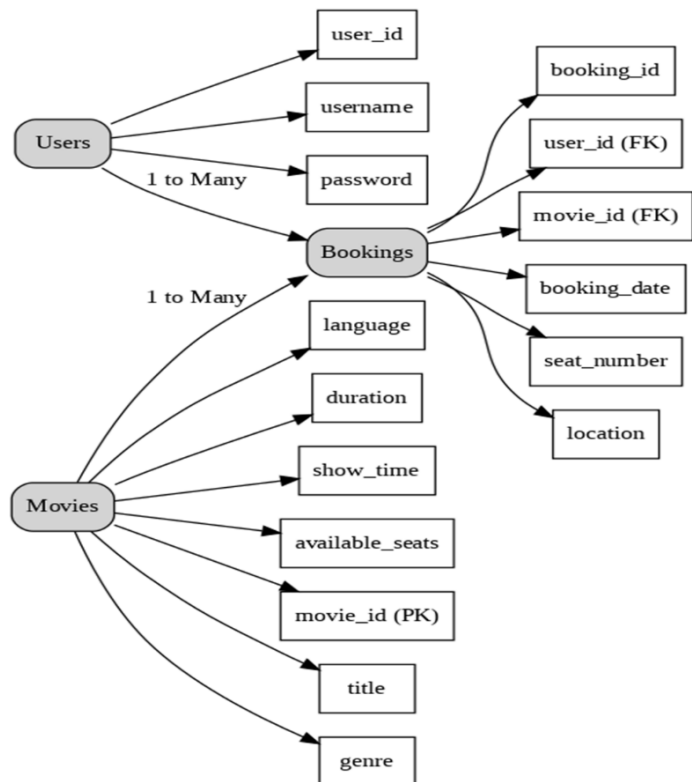 user_id
username
password
Users
1 to Many
booking_id
user_id (FK)
movie_id (FK)
booking_date
seat_number
location
Bookings
1 to Many
language
duration
show_time
available_seats
movie_id (PK)
title
genre
Movies